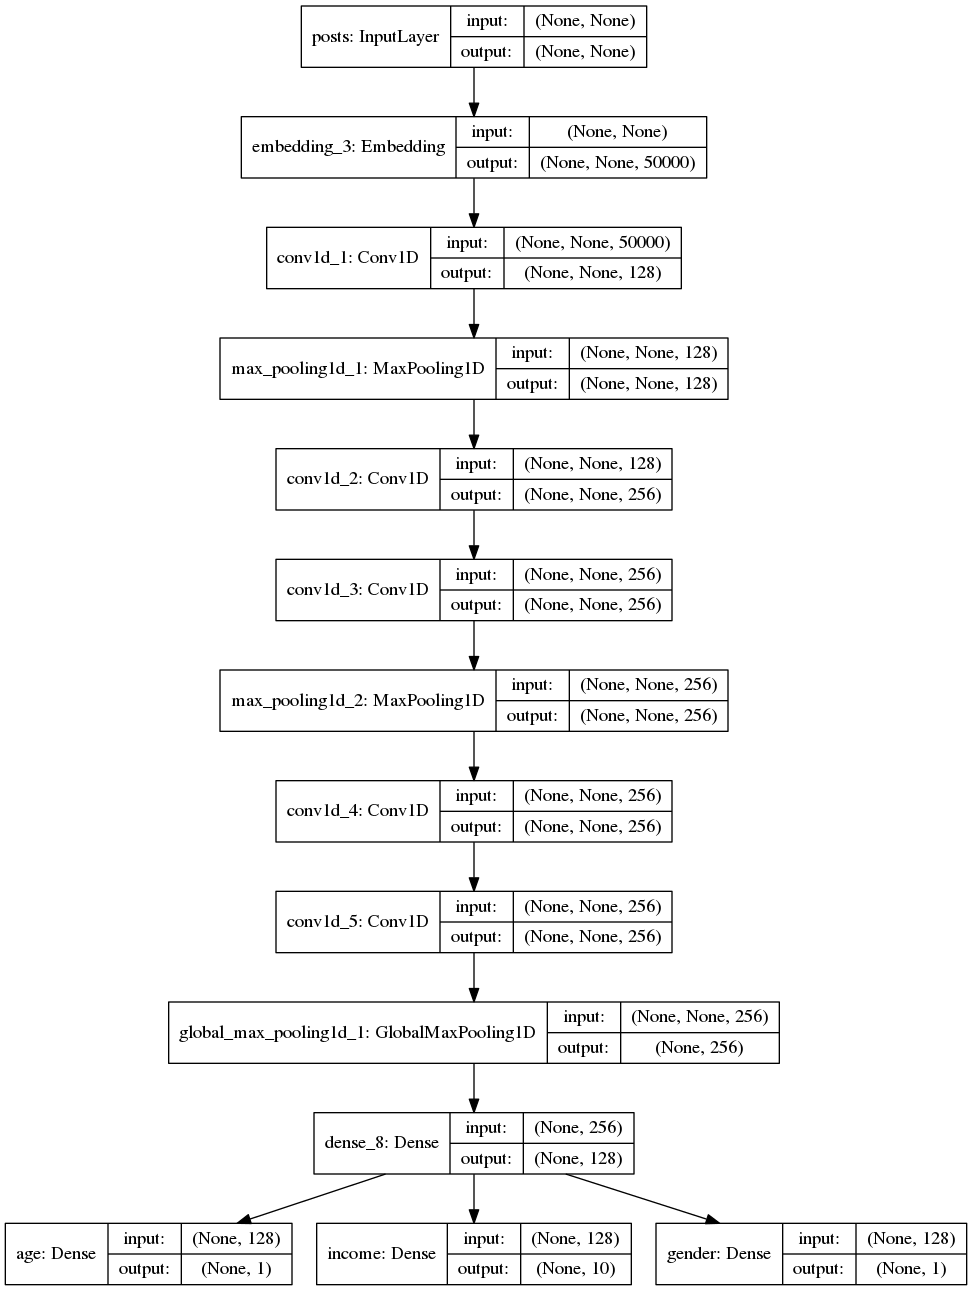 posts: InputLayer
input: (None, None)
output: (None, None)
embedding_3: Embedding
input: (None, None)
output: (None, None, 50000)
conv1d_1: Conv1D
input: (None, None, 50000)
output: (None, None, 128)
max_pooling1d_1: MaxPooling1D
input: (None, None, 128)
output: (None, None, 128)
conv1d_2: Conv1D
input: (None, None, 128)
output: (None, None, 256)
conv1d_3: Conv1D
input: (None, None, 256)
output: (None, None, 256)
max_pooling1d_2: MaxPooling1D
input: (None, None, 256)
output: (None, None, 256)
conv1d_4: Conv1D
input: (None, None, 256)
output: (None, None, 256)
conv1d_5: Conv1D
input: (None, None, 256)
output: (None, None, 256)
global_max_pooling1d_1: GlobalMaxPooling1D
input: (None, None, 256)
output: (None, 256)
dense_8: Dense
input: (None, 256)
output: (None, 128)
age: Dense
input: (None, 128)
output: (None, 1)
income: Dense
input: (None, 128)
output: (None, 10)
gender: Dense
input: (None, 128)
output: (None, 1)